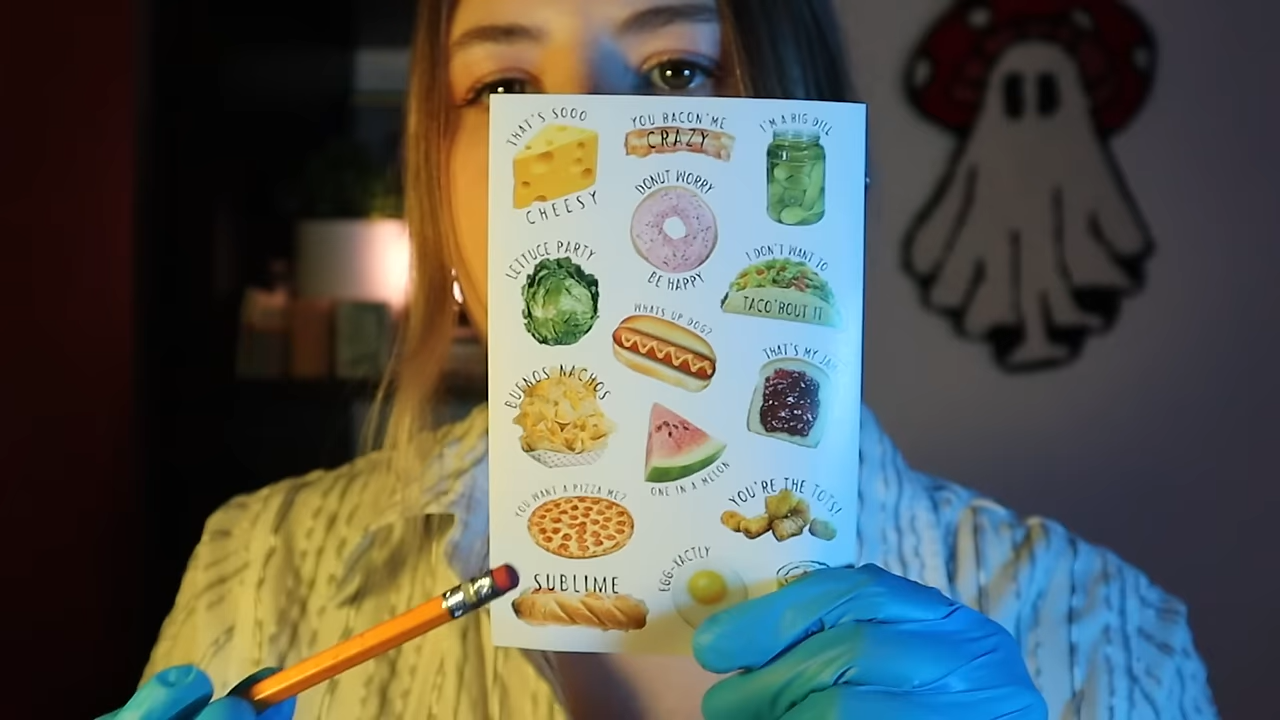 THAT'S SOOO
CHEESY
YOU BACON'ME
CRAZY
I'M A BIG DILL
DONUT WORRY
BE HAPPY
LETTUCE PARTY
I DON'T WANT TO
TACO'BOUT IT
WHATS UP DOG?
THAT'S MY JAM
BUENOS NACHOS
ONE IN A MELON
YOU WANT A PIZZA ME?
YOU'RE THE TOTS!
SUBLIME
EGG-XACTLY